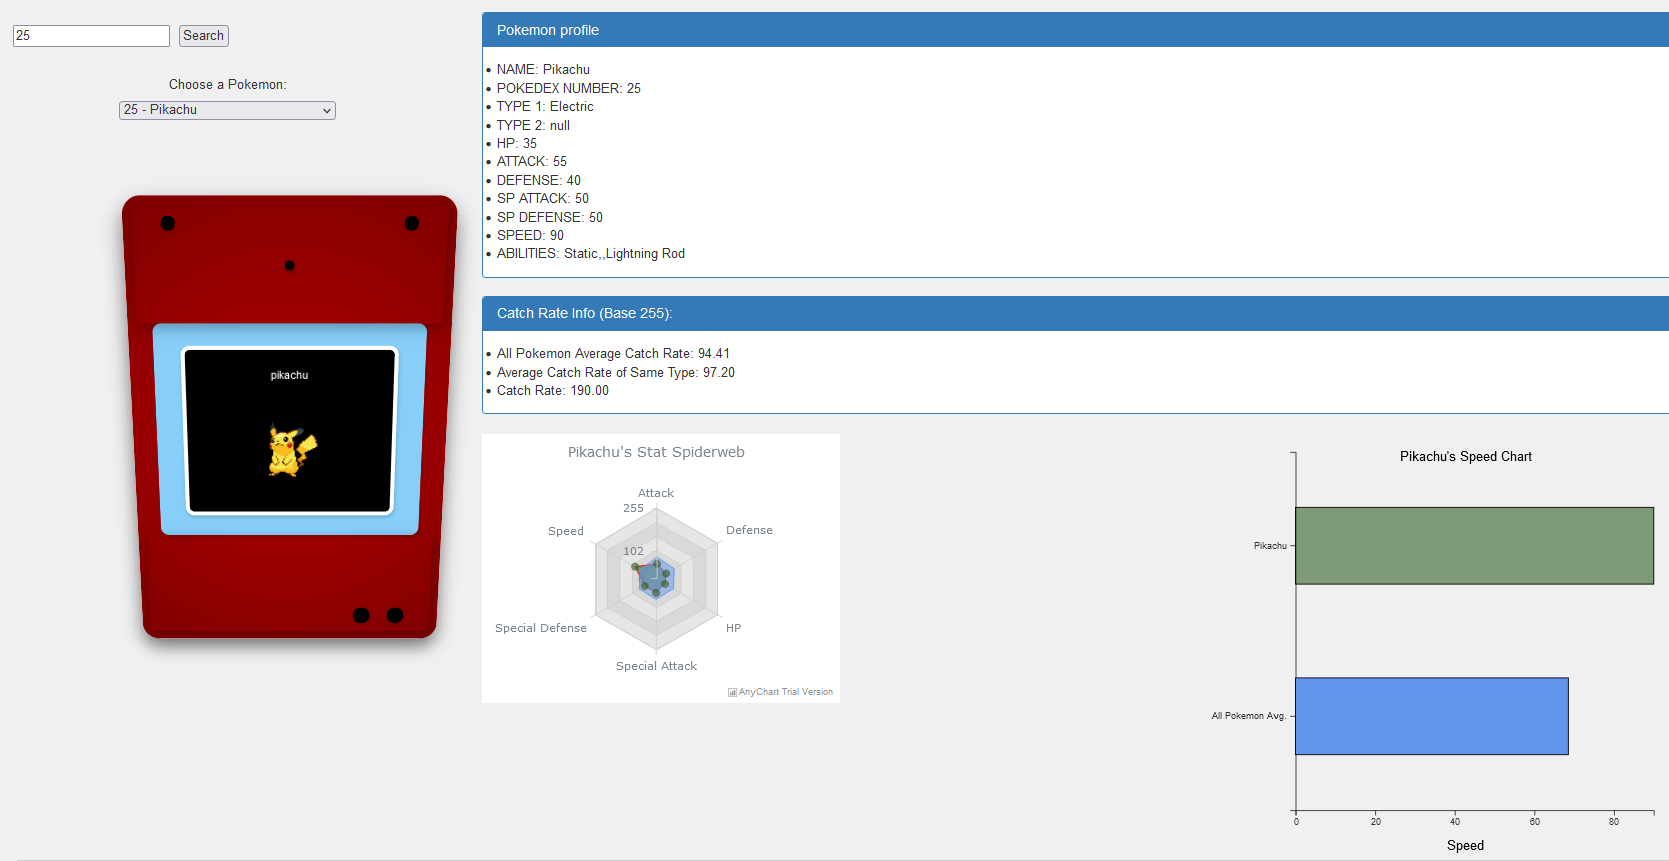 25
Search
Choose a Pokemon:
25 - Pikachu
pikachu
Pokemon profile
NAME: Pikachu
POKEDEX NUMBER: 25
TYPE 1: Electric
TYPE 2: null
HP: 35
ATTACK: 55
DEFENSE: 40
SP ATTACK: 50
SP DEFENSE: 50
SPEED: 90
ABILITIES: Static,,Lightning Rod
Catch Rate Info (Base 255):
All Pokemon Average Catch Rate: 94.41
Average Catch Rate of Same Type: 97.20
Catch Rate: 190.00
Pikachu's Stat Spiderweb
Attack
255
Speed
Defense
102
Special Defense
HP
Special Attack
AnyChart Trial Version
Pikachu's Speed Chart
Pikachu
All Pokemon Avg.
0
20
40
60
80
Speed